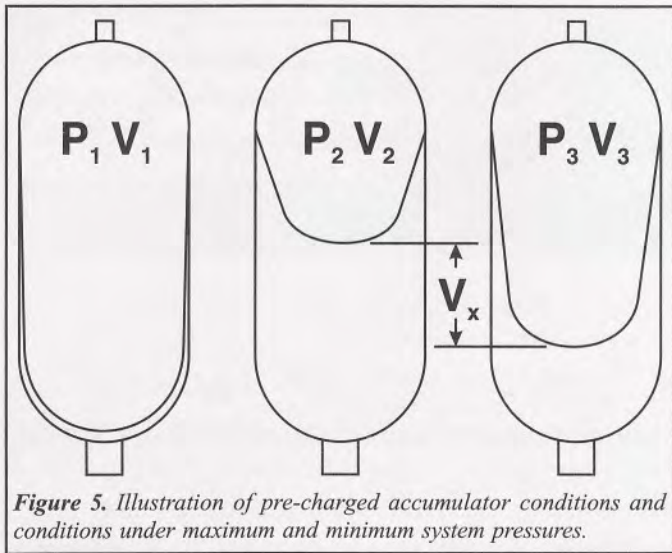 P₁ V₁
P₂ V₂
P₃ V₃
Vₓ
Figure 5. Illustration of pre-charged accumulator conditions and
conditions under maximum and minimum system pressures.